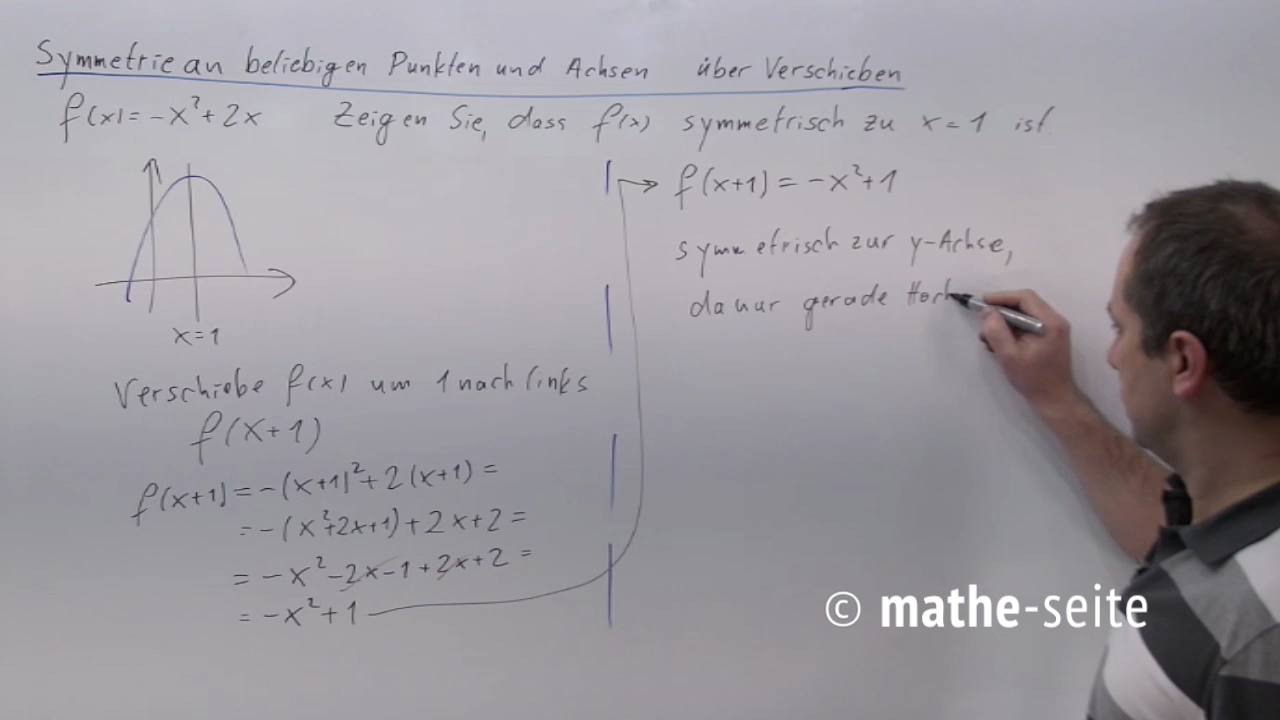 Symmetrie an beliebigen Punkten und Achsen über Verschieben
f(x) = -x²+2x Zeigen Sie, dass f(x) symmetrisch zu x=1 ist.
x=1
Verschiebe f(x) um 1 nach links
f(x+1)
f(x+1) = -(x+1)²+2(x+1) =
= -(x²+2x+1)+2x+2 =
= -x²-2x-1+2x+2 =
= -x²+1
f(x+1) = -x²+1
symmetrisch zur y-Achse,
da nur gerade Hoch
© mathe-seite